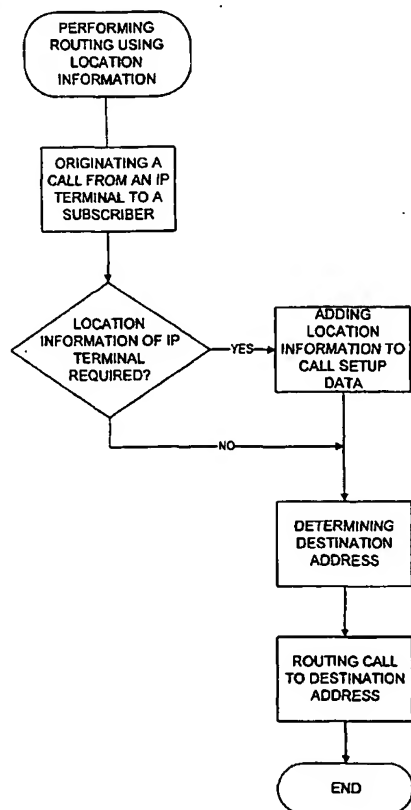 PERFORMING
ROUTING USING
LOCATION
INFORMATION
ORIGINATING A
CALL FROM AN IP
TERMINAL TO A
SUBSCRIBER
LOCATION
INFORMATION OF IP
TERMINAL
REQUIRED?
YES
ADDING
LOCATION
INFORMATION TO
CALL SETUP
DATA
NO
DETERMINING
DESTINATION
ADDRESS
ROUTING CALL
TO DESTINATION
ADDRESS
END